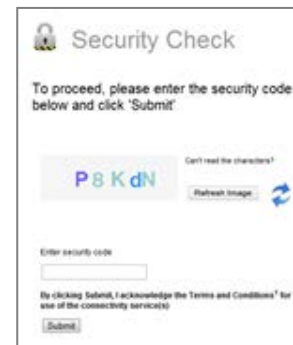 Security Check
To proceed, please enter the security code
below and click 'Submit'
Can't read the characters?
P8KdN
Refresh Image
Enter security code
By clicking Submit, I acknowledge the Terms and Conditions† for
use of the connectivity service(s)
Submit